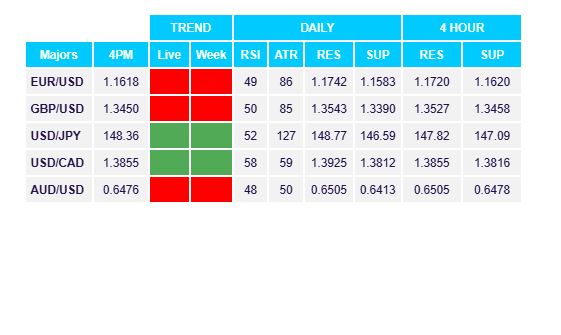 TREND DAILY 4 HOUR
Majors 4PM Live Week RSI ATR RES SUP RES SUP
EUR/USD 1.1618 49 86 1.1742 1.1583 1.1720 1.1620
GBP/USD 1.3450 50 85 1.3543 1.3390 1.3527 1.3458
USD/JPY 148.36 52 127 148.77 146.59 147.82 147.09
USD/CAD 1.3855 58 59 1.3925 1.3812 1.3855 1.3816
AUD/USD 0.6476 48 50 0.6505 0.6413 0.6505 0.6478